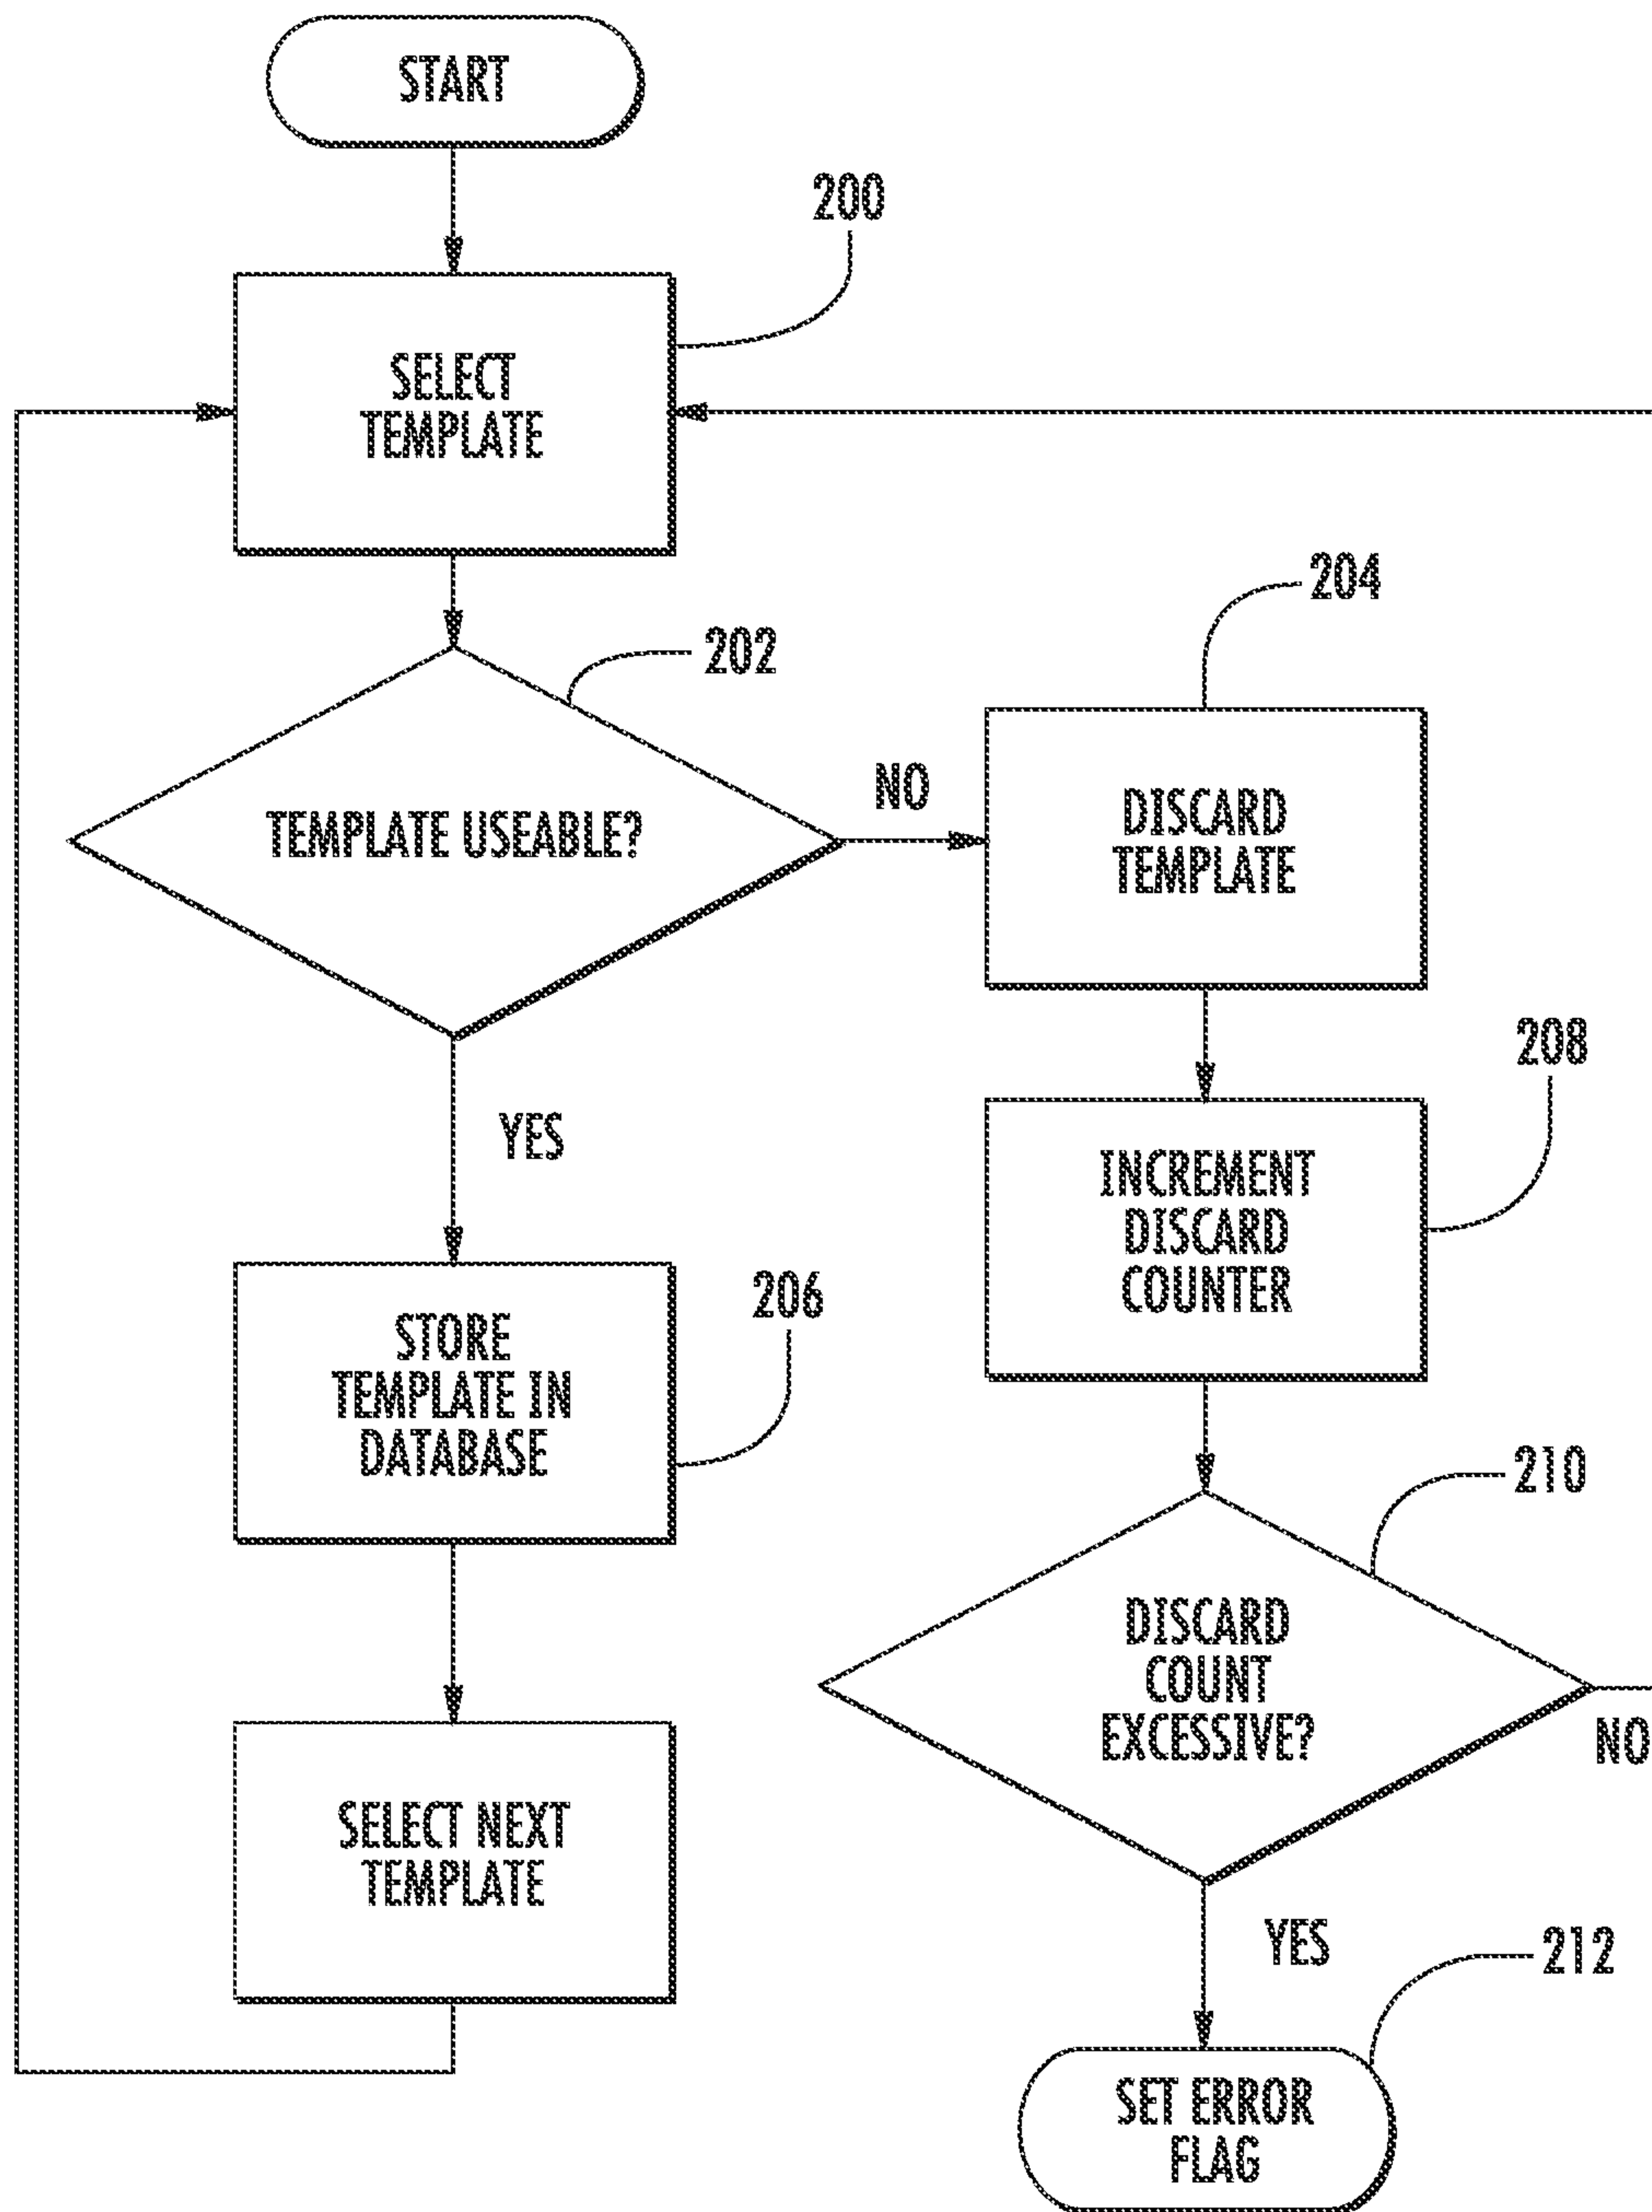 START
200
SELECT
TEMPLATE
204
202
TEMPLATE USEABLE?
NO
DISCARD
TEMPLATE
208
YES
INCREMENT
DISCARD
COUNTER
206
STORE
TEMPLATE IN
DATABASE
210
DISCARD
COUNT
EXCESSIVE?
NO
SELECT NEXT
TEMPLATE
YES
212
SET ERROR
FLAG